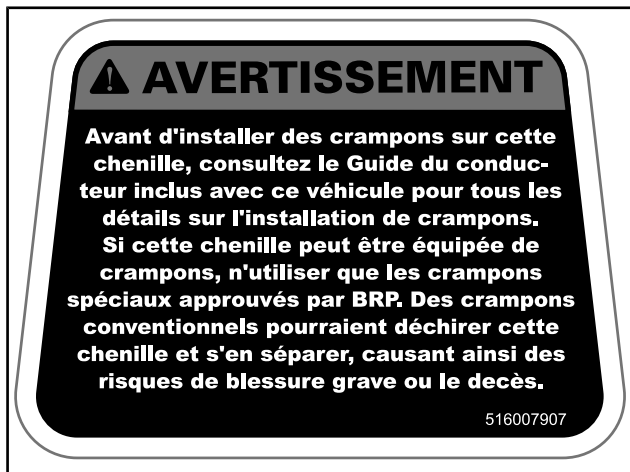 AVERTISSEMENT
Avant d'installer des crampons sur cette
chenille, consultez le Guide du conduc-
teur inclus avec ce véhicule pour tous les
détails sur l'installation de crampons.
Si cette chenille peut être équipée de
crampons, n'utiliser que les crampons
spéciaux approuvés par BRP. Des crampons
conventionnels pourraient déchirer cette
chenille et s'en séparer, causant ainsi des
risques de blessure grave ou le decès.
516007907